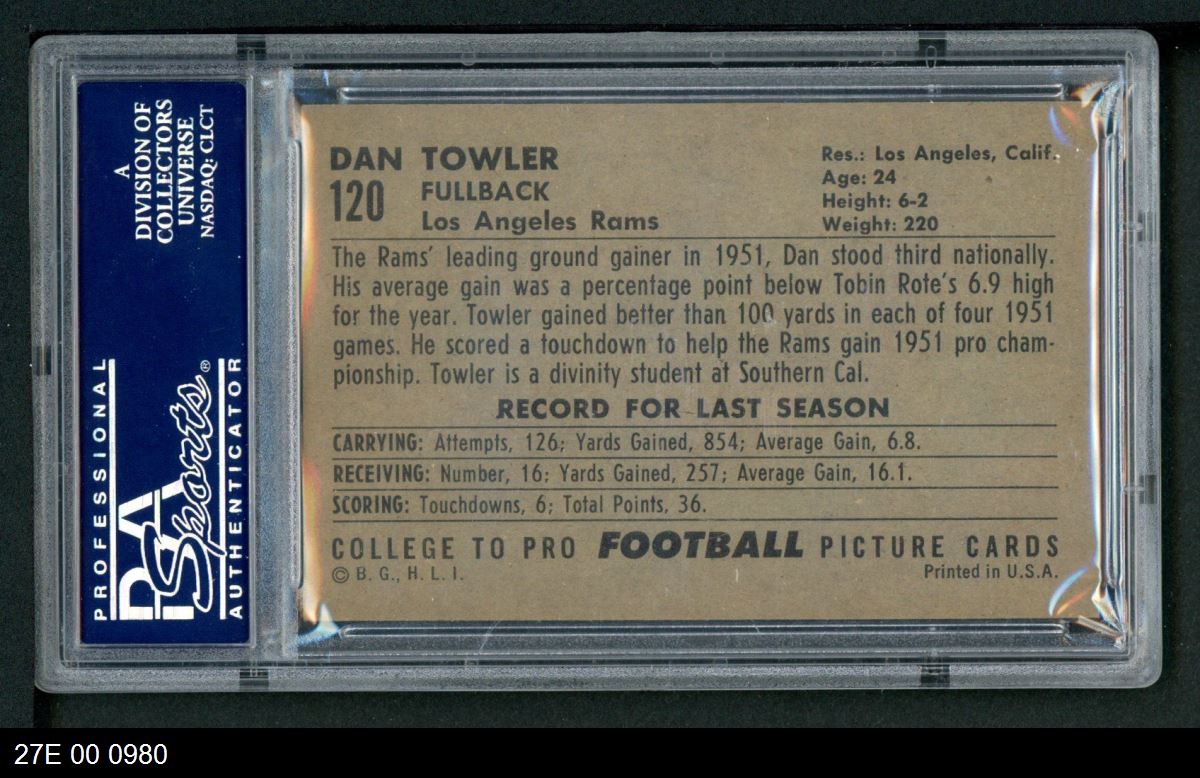 A
DIVISION OF
COLLECTORS
UNIVERSE
NASDAQ: CLCT
PROFESSIONAL
PSA
Sports®
AUTHENTICATOR
DAN TOWLER
120
FULLBACK
Los Angeles Rams
Res.: Los Angeles, Calif.
Age: 24
Height: 6-2
Weight: 220
The Rams' leading ground gainer in 1951, Dan stood third nationally.
His average gain was a percentage point below Tobin Rote's 6.9 high
for the year. Towler gained better than 100 yards in each of four 1951
games. He scored a touchdown to help the Rams gain 1951 pro cham-
pionship. Towler is a divinity student at Southern Cal.
RECORD FOR LAST SEASON
CARRYING: Attempts, 126; Yards Gained, 854; Average Gain, 6.8.
RECEIVING: Number, 16; Yards Gained, 257; Average Gain, 16.1.
SCORING: Touchdowns, 6; Total Points, 36.
COLLEGE TO PRO FOOTBALL PICTURE CARDS
© B. G., H. L. I.
Printed in U.S.A.
27E 00 0980